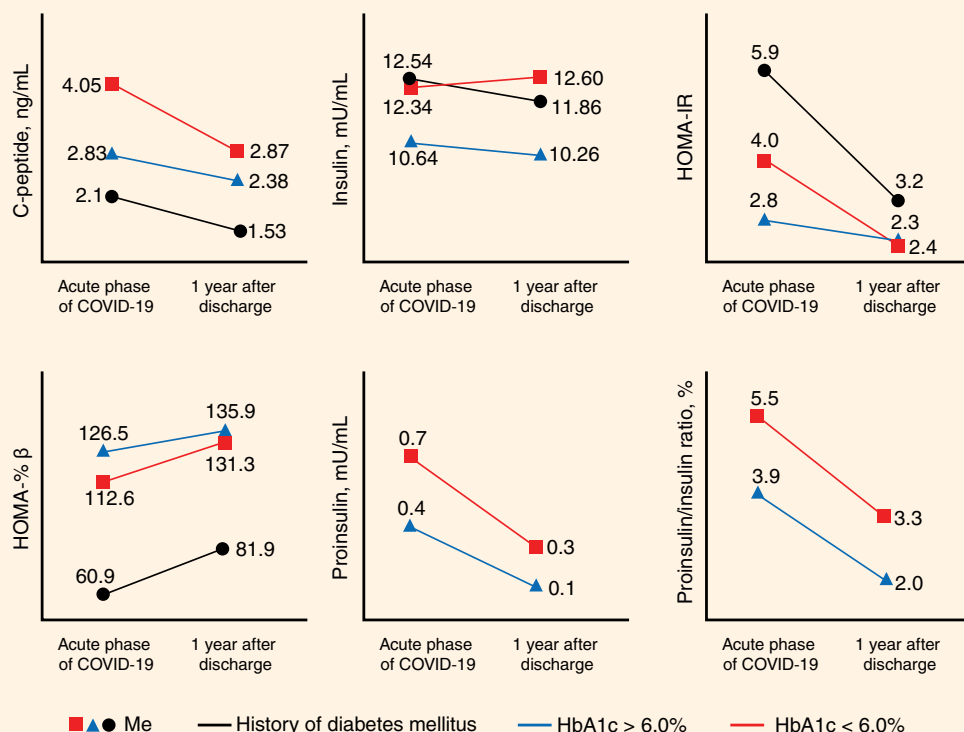 C-peptide, ng/mL
4.05
2.83
2.1
2.87
2.38
1.53
Acute phase
of COVID-19
1 year after
discharge
Insulin, mU/mL
12.54
12.34
10.64
12.60
11.86
10.26
Acute phase
of COVID-19
1 year after
discharge
HOMA-IR
5.9
4.0
2.8
3.2
2.3
2.4
Acute phase
of COVID-19
1 year after
discharge
HOMA-% β
126.5
112.6
60.9
135.9
131.3
81.9
Acute phase
of COVID-19
1 year after
discharge
Proinsulin, mU/mL
0.7
0.4
0.3
0.1
Acute phase
of COVID-19
1 year after
discharge
Proinsulin/insulin ratio, %
5.5
3.9
3.3
2.0
Acute phase
of COVID-19
1 year after
discharge
Me History of diabetes mellitus HbA1c > 6.0% HbA1c < 6.0%